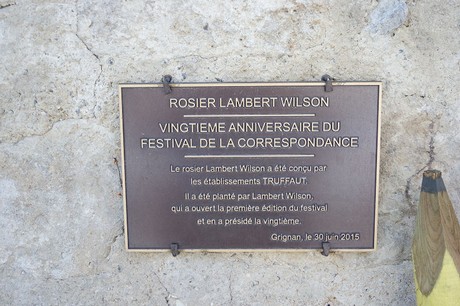 ROSIER LAMBERT WILSON
VINGTIEME ANNIVERSAIRE DU
FESTIVAL DE LA CORRESPONDANCE
Le rosier Lambert Wilson a été conçu par
les établissements TRUFFAUT.
Il a été planté par Lambert Wilson,
qui a ouvert la première édition du festival
et en a présidé la vingtième.
Grignan, le 30 juin 2015